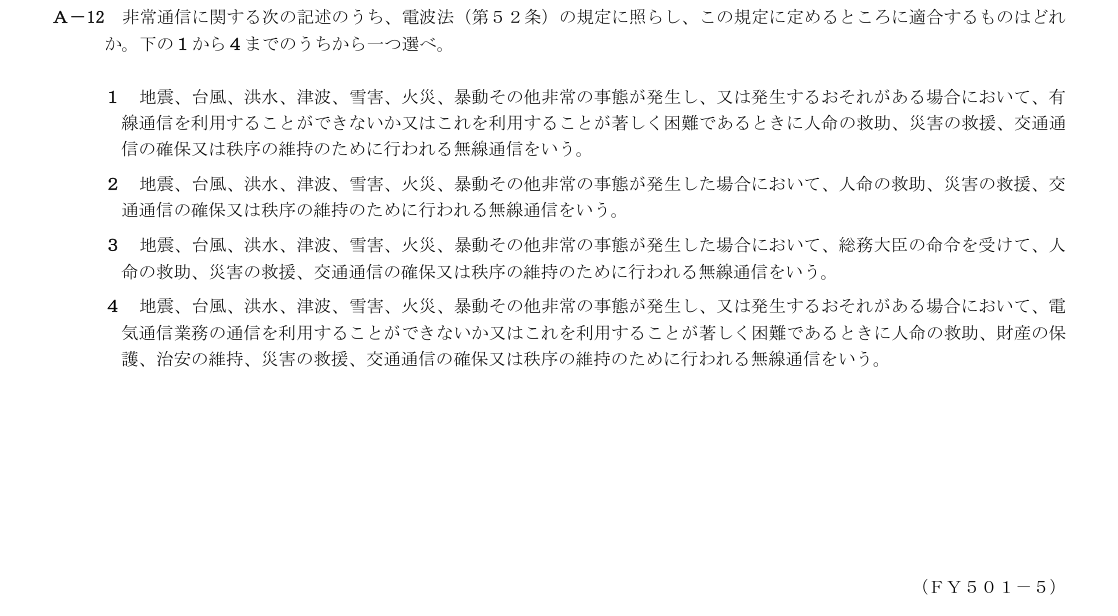 A－12　非常通信に関する次の記述のうち、電波法（第５２条）の規定に照らし、この規定に定めるところに適合するものはどれ
か。下の１から４までのうちから一つ選べ。
1　地震、台風、洪水、津波、雪害、火災、暴動その他非常の事態が発生し、又は発生するおそれがある場合において、有
線通信を利用することができないか又はこれを利用することが著しく困難であるときに人命の救助、災害の救援、交通通
信の確保又は秩序の維持のために行われる無線通信をいう。
2　地震、台風、洪水、津波、雪害、火災、暴動その他非常の事態が発生した場合において、人命の救助、災害の救援、交
通通信の確保又は秩序の維持のために行われる無線通信をいう。
3　地震、台風、洪水、津波、雪害、火災、暴動その他非常の事態が発生した場合において、総務大臣の命令を受けて、人
命の救助、災害の救援、交通通信の確保又は秩序の維持のために行われる無線通信をいう。
4　地震、台風、洪水、津波、雪害、火災、暴動その他非常の事態が発生し、又は発生するおそれがある場合において、電
気通信業務の通信を利用することができないか又はこれを利用することが著しく困難であるときに人命の救助、財産の保
護、治安の維持、災害の救援、交通通信の確保又は秩序の維持のために行われる無線通信をいう。
（ＦＹ５０１－５）